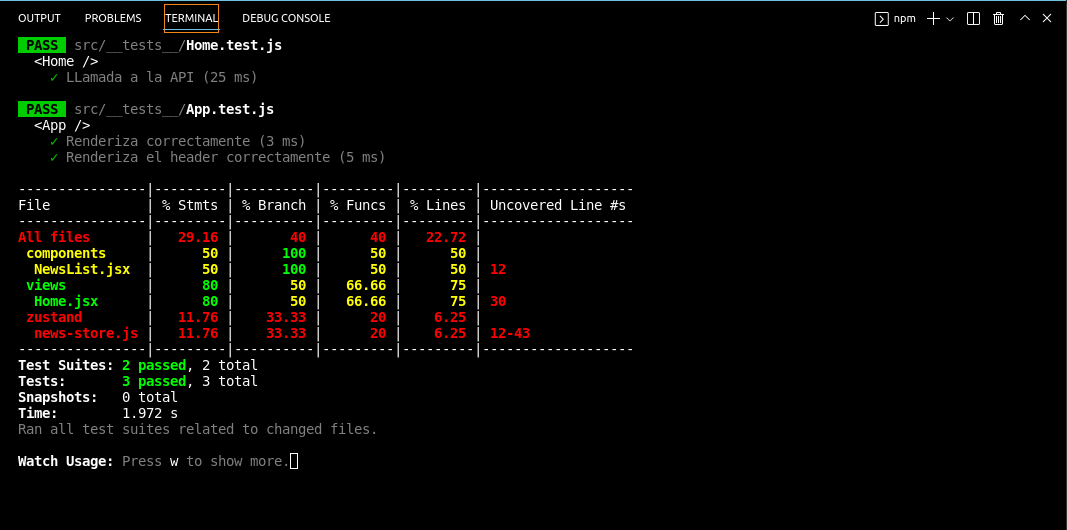 OUTPUT PROBLEMS TERMINAL DEBUG CONSOLE npm
PASS src/__tests__/Home.test.js
<Home />
✓ LLamada a la API (25 ms)
PASS src/__tests__/App.test.js
<App />
✓ Renderiza correctamente (3 ms)
✓ Renderiza el header correctamente (5 ms)
----------------|---------|----------|---------|---------|-------------------
File            | % Stmts | % Branch | % Funcs | % Lines | Uncovered Line #s
----------------|---------|----------|---------|---------|-------------------
All files       |   29.16 |       40 |      40 |   22.72 |
 components     |      50 |      100 |      50 |      50 |
  NewsList.jsx  |      50 |      100 |      50 |      50 | 12
 views          |      80 |       50 |   66.66 |      75 |
  Home.jsx      |      80 |       50 |   66.66 |      75 | 30
 zustand        |   11.76 |    33.33 |      20 |    6.25 |
  news-store.js |   11.76 |    33.33 |      20 |    6.25 | 12-43
----------------|---------|----------|---------|---------|-------------------
Test Suites: 2 passed, 2 total
Tests:       3 passed, 3 total
Snapshots:   0 total
Time:        1.972 s
Ran all test suites related to changed files.
Watch Usage: Press w to show more.